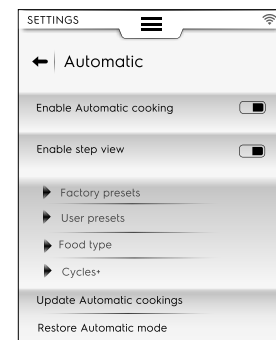 SETTINGS
Automatic
Enable Automatic cooking
Enable step view
Factory presets
User presets
Food type
Cycles+
Update Automatic cookings
Restore Automatic mode